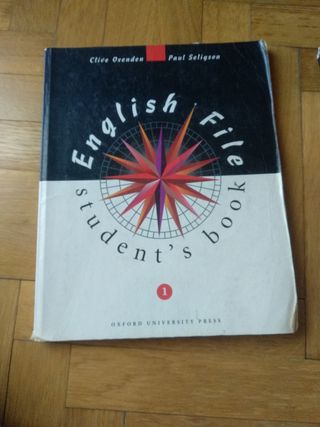 Clive Oxenden Paul Seligson
English File
student's book
1
OXFORD UNIVERSITY PRESS